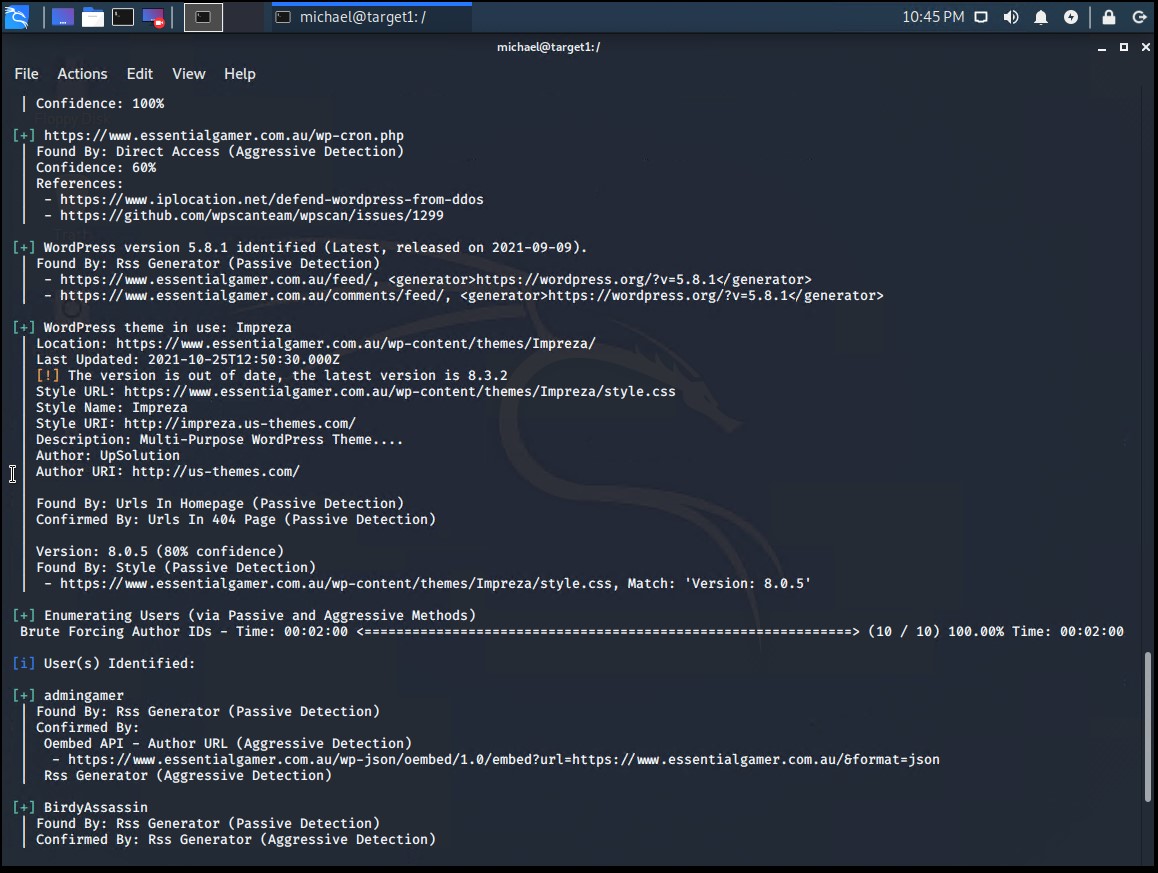 michael@target1: /
10:45 PM
michael@target1:/
File Actions Edit View Help
| Confidence: 100%
[+] https://www.essentialgamer.com.au/wp-cron.php
| Found By: Direct Access (Aggressive Detection)
| Confidence: 60%
| References:
| - https://www.iplocation.net/defend-wordpress-from-ddos
| - https://github.com/wpscanteam/wpscan/issues/1299
[+] WordPress version 5.8.1 identified (Latest, released on 2021-09-09).
| Found By: Rss Generator (Passive Detection)
| - https://www.essentialgamer.com.au/feed/, <generator>https://wordpress.org/?v=5.8.1</generator>
| - https://www.essentialgamer.com.au/comments/feed/, <generator>https://wordpress.org/?v=5.8.1</generator>
[+] WordPress theme in use: Impreza
| Location: https://www.essentialgamer.com.au/wp-content/themes/Impreza/
| Last Updated: 2021-10-25T12:50:30.000Z
| [!] The version is out of date, the latest version is 8.3.2
| Style URL: https://www.essentialgamer.com.au/wp-content/themes/Impreza/style.css
| Style Name: Impreza
| Style URI: http://impreza.us-themes.com/
| Description: Multi-Purpose WordPress Theme....
| Author: UpSolution
| Author URI: http://us-themes.com/
|
| Found By: Urls In Homepage (Passive Detection)
| Confirmed By: Urls In 404 Page (Passive Detection)
|
| Version: 8.0.5 (80% confidence)
| Found By: Style (Passive Detection)
| - https://www.essentialgamer.com.au/wp-content/themes/Impreza/style.css, Match: 'Version: 8.0.5'
[+] Enumerating Users (via Passive and Aggressive Methods)
Brute Forcing Author IDs - Time: 00:02:00 <=============================================================> (10 / 10) 100.00% Time: 00:02:00
[i] User(s) Identified:
[+] admingamer
| Found By: Rss Generator (Passive Detection)
| Confirmed By:
| Oembed API - Author URL (Aggressive Detection)
| - https://www.essentialgamer.com.au/wp-json/oembed/1.0/embed?url=https://www.essentialgamer.com.au/&format=json
| Rss Generator (Aggressive Detection)
[+] BirdyAssassin
| Found By: Rss Generator (Passive Detection)
| Confirmed By: Rss Generator (Aggressive Detection)